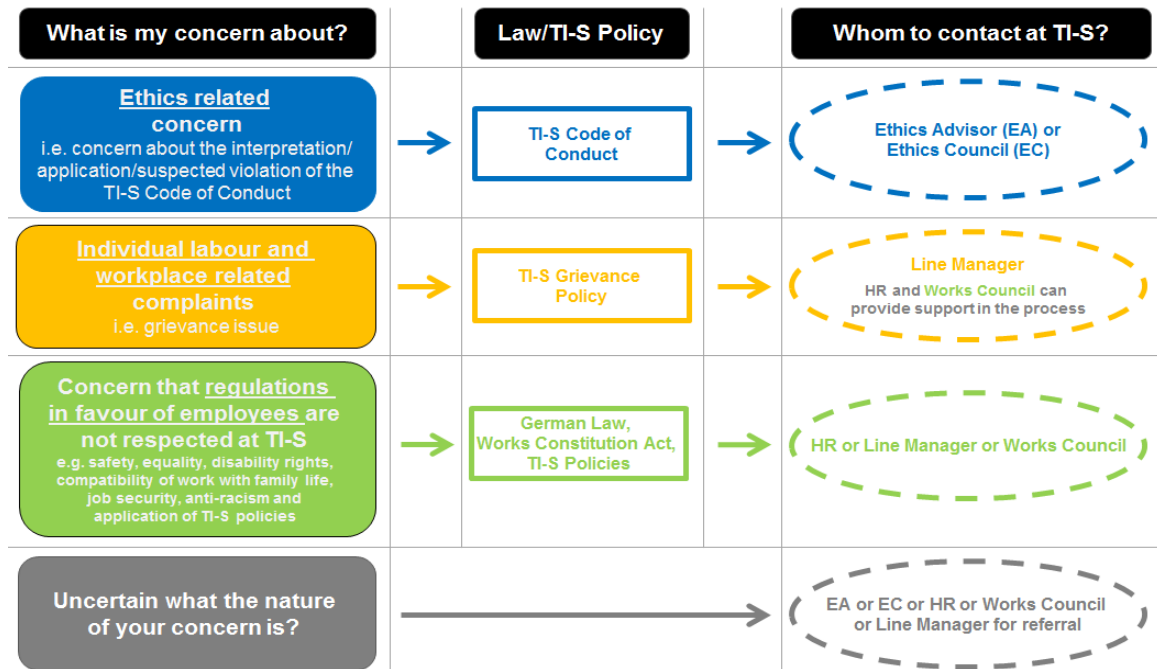 What is my concern about?
Law/TI-S Policy
Whom to contact at TI-S?
Ethics related
concern
i.e. concern about the interpretation/
application/suspected violation of the
TI-S Code of Conduct
TI-S Code of
Conduct
Ethics Advisor (EA) or
Ethics Council (EC)
Individual labour and
workplace related
complaints
i.e. grievance issue
TI-S Grievance
Policy
Line Manager
HR and Works Council can
provide support in the process
Concern that regulations
in favour of employees are
not respected at TI-S
e.g. safety, equality, disability rights,
compatibility of work with family life,
job security, anti-racism and
application of TI-S policies
German Law,
Works Constitution Act,
TI-S Policies
HR or Line Manager or Works Council
Uncertain what the nature
of your concern is?
EA or EC or HR or Works Council
or Line Manager for referral